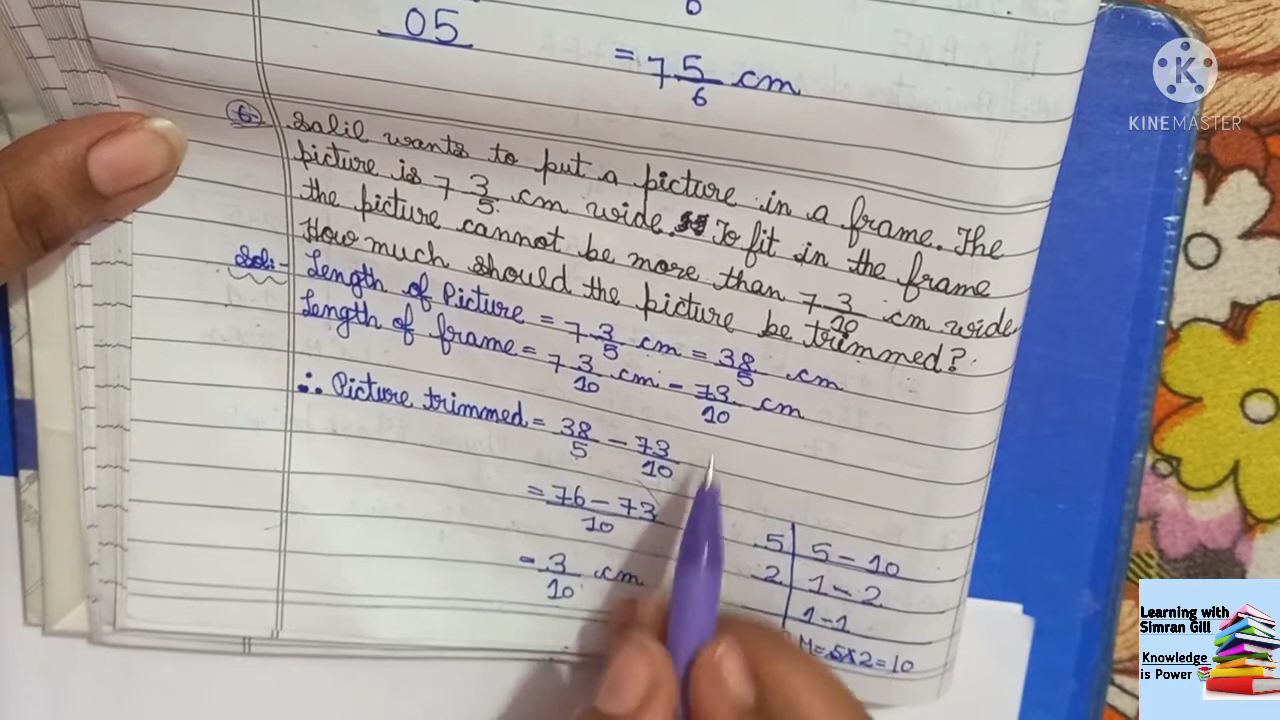 05
6
= 7 5/6 cm
6. Salil wants to put a picture in a frame. The
picture is 7 3/5 cm wide. To fit in the frame
the picture cannot be more than 7 3/10 cm wide.
How much should the picture be trimmed?
Sol:- Length of Picture = 7 3/5 cm = 38/5 cm
Length of frame = 7 3/10 cm = 73/10 cm
∴ Picture trimmed = 38/5 - 73/10
= 76 - 73/10
= 3/10 cm
5 | 5 - 10
2 | 1 - 2
1 - 1
M = 5x2 = 10
K
KINEMASTER
Learning with
Simran Gill
Knowledge
is Power